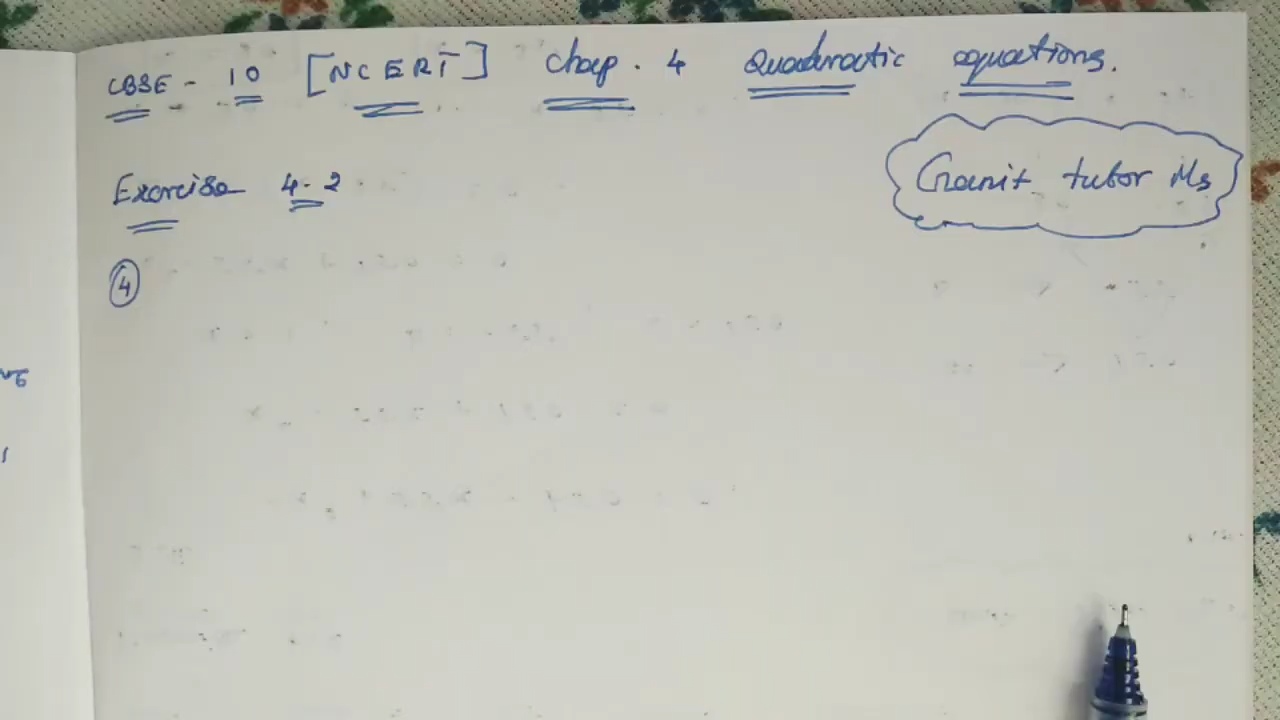 CBSE - 10 [NCERT] Chap. 4 Quadratic equations.
Ganit tutor Ms
Exercise 4.2
4